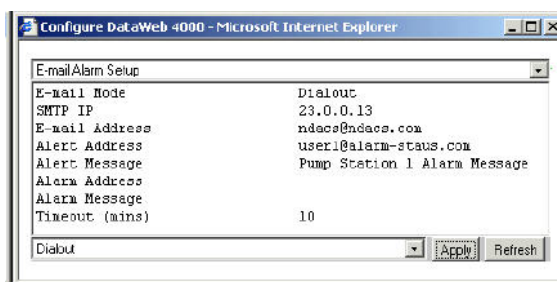 Configure DataWeb 4000 - Microsoft Internet Explorer
E-mail Alarm Setup
E-mail Mode Dialout
SMTP IP 23.0.0.13
E-mail Address ndacs@ndacs.com
Alert Address user1@alarm-staus.com
Alert Message Pump Station 1 Alarm Message
Alarm Address
Alarm Message
Timeout (mins) 10
Dialout Apply Refresh